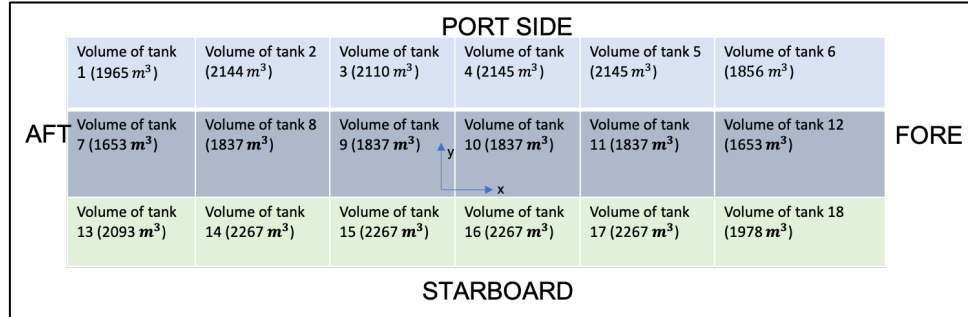 PORT SIDE
Volume of tank
1 (1965 m³)
Volume of tank 2
(2144 m³)
Volume of tank
3 (2110 m³)
Volume of tank
4 (2145 m³)
Volume of tank 5
(2145 m³)
Volume of tank 6
(1856 m³)
AFT
Volume of tank
7 (1653 m³)
Volume of tank 8
(1837 m³)
Volume of tank
9 (1837 m³)
Volume of tank
10 (1837 m³)
Volume of tank
11 (1837 m³)
Volume of tank 12
(1653 m³)
FORE
y
x
Volume of tank
13 (2093 m³)
Volume of tank
14 (2267 m³)
Volume of tank
15 (2267 m³)
Volume of tank
16 (2267 m³)
Volume of tank
17 (2267 m³)
Volume of tank 18
(1978 m³)
STARBOARD